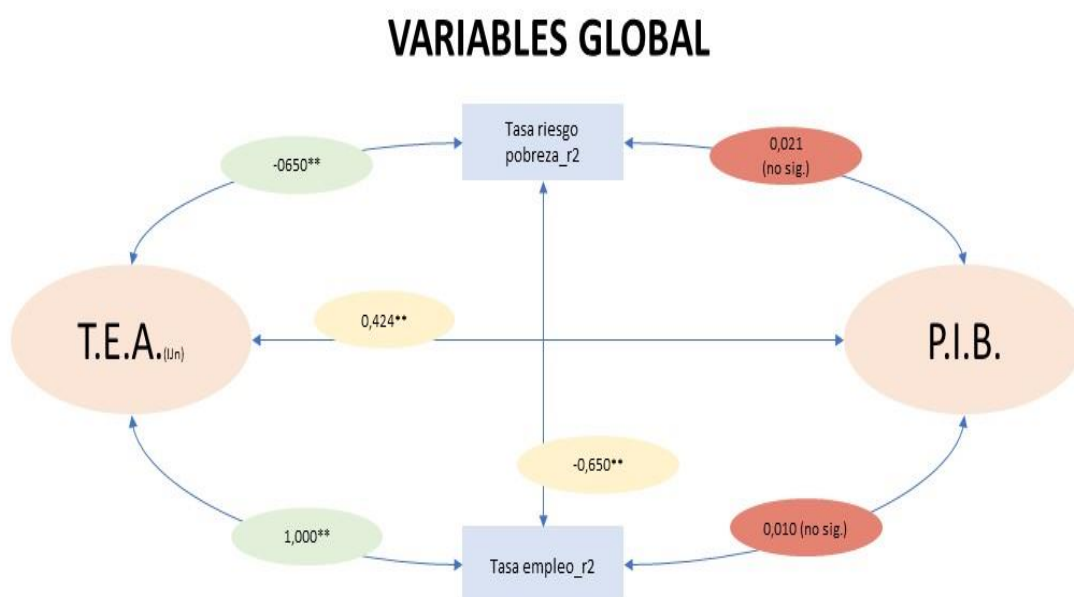 VARIABLES GLOBAL
Tasa riesgo
pobreza_r2
-0650**
0,021
(no sig.)
T.E.A.(IJn)
0,424**
P.I.B.
-0,650**
1,000**
0,010 (no sig.)
Tasa empleo_r2